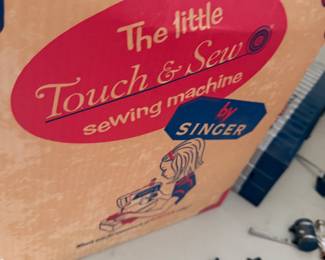 The little
Touch & Sew
sewing machine
by
SINGER